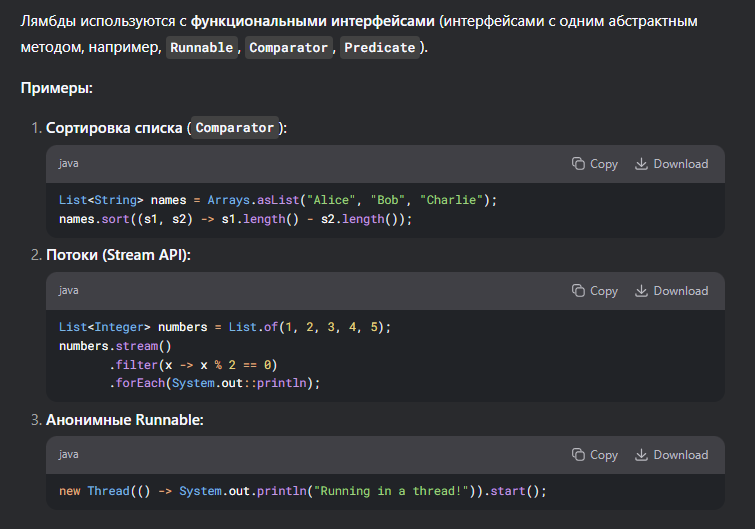 Лямбды используются с функциональными интерфейсами (интерфейсами с одним абстрактным
методом, например, Runnable, Comparator, Predicate).
Примеры:
1. Сортировка списка (Comparator):
java Copy Download
List<String> names = Arrays.asList("Alice", "Bob", "Charlie");
names.sort((s1, s2) -> s1.length() - s2.length());
2. Потоки (Stream API):
java Copy Download
List<Integer> numbers = List.of(1, 2, 3, 4, 5);
numbers.stream()
.filter(x -> x % 2 == 0)
.forEach(System.out::println);
3. Анонимные Runnable:
java Copy Download
new Thread(() -> System.out.println("Running in a thread!")).start();